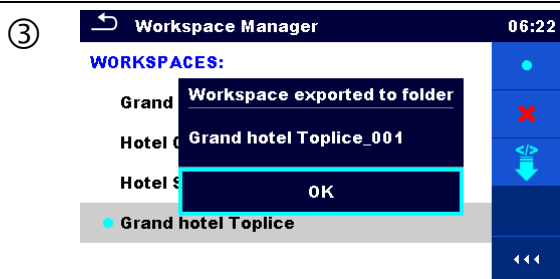 ③
Workspace Manager 06:22
WORKSPACES:
Grand
Workspace exported to folder
Hotel
Grand hotel Toplice_001
Hotel
OK
Grand hotel Toplice